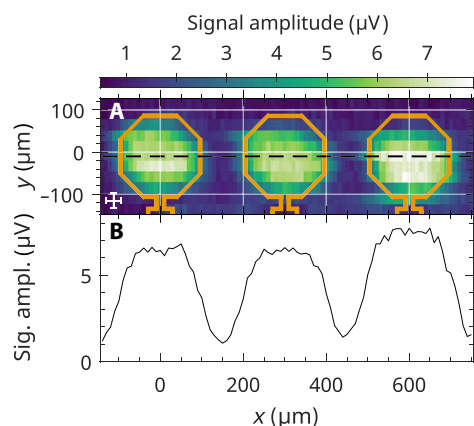 Signal amplitude (µV)
1 2 3 4 5 6 7
A
100
0
−100
y (µm)
B
5
0
Sig. ampl. (µV)
0 200 400 600
x (µm)